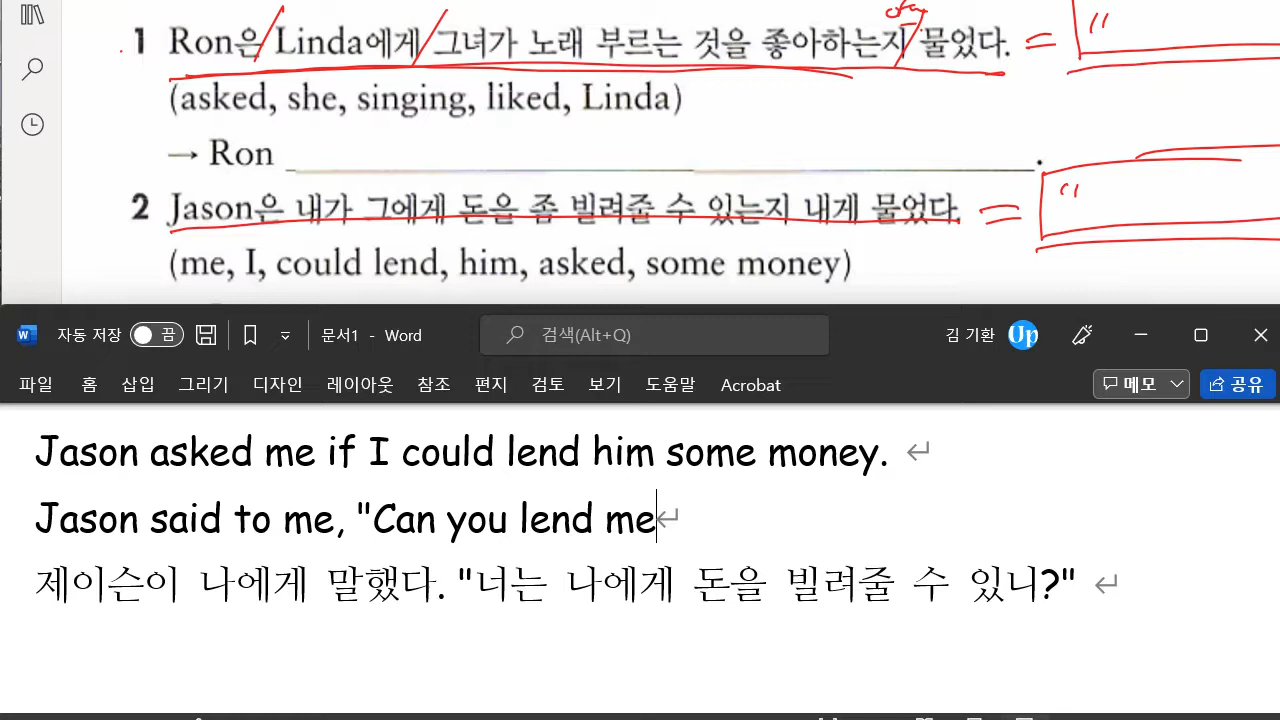 1 Ron은 Linda에게 그녀가 노래 부르는 것을 좋아하는지 물었다. = "
(asked, she, singing, liked, Linda)
→ Ron .
2 Jason은 내가 그에게 돈을 좀 빌려줄 수 있는지 내게 물었다. = "
(me, I, could lend, him, asked, some money)
자동 저장 끔 문서1 - Word 검색(Alt+Q) 김 기환 Up
파일 홈 삽입 그리기 디자인 레이아웃 참조 편지 검토 보기 도움말 Acrobat 메모 공유
Jason asked me if I could lend him some money.
Jason said to me, "Can you lend me
제이슨이 나에게 말했다. "너는 나에게 돈을 빌려줄 수 있니?"